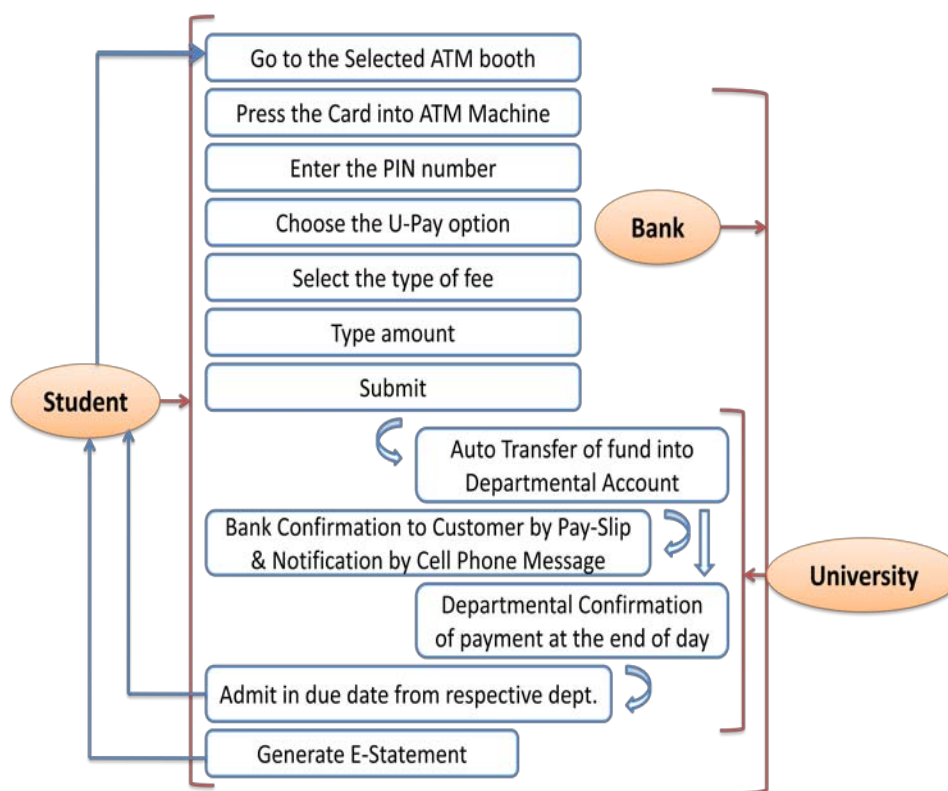 Go to the Selected ATM booth
Press the Card into ATM Machine
Enter the PIN number
Choose the U-Pay option
Bank
Select the type of fee
Type amount
Submit
Student
Auto Transfer of fund into
Departmental Account
Bank Confirmation to Customer by Pay-Slip
& Notification by Cell Phone Message
University
Departmental Confirmation
of payment at the end of day
Admit in due date from respective dept.
Generate E-Statement